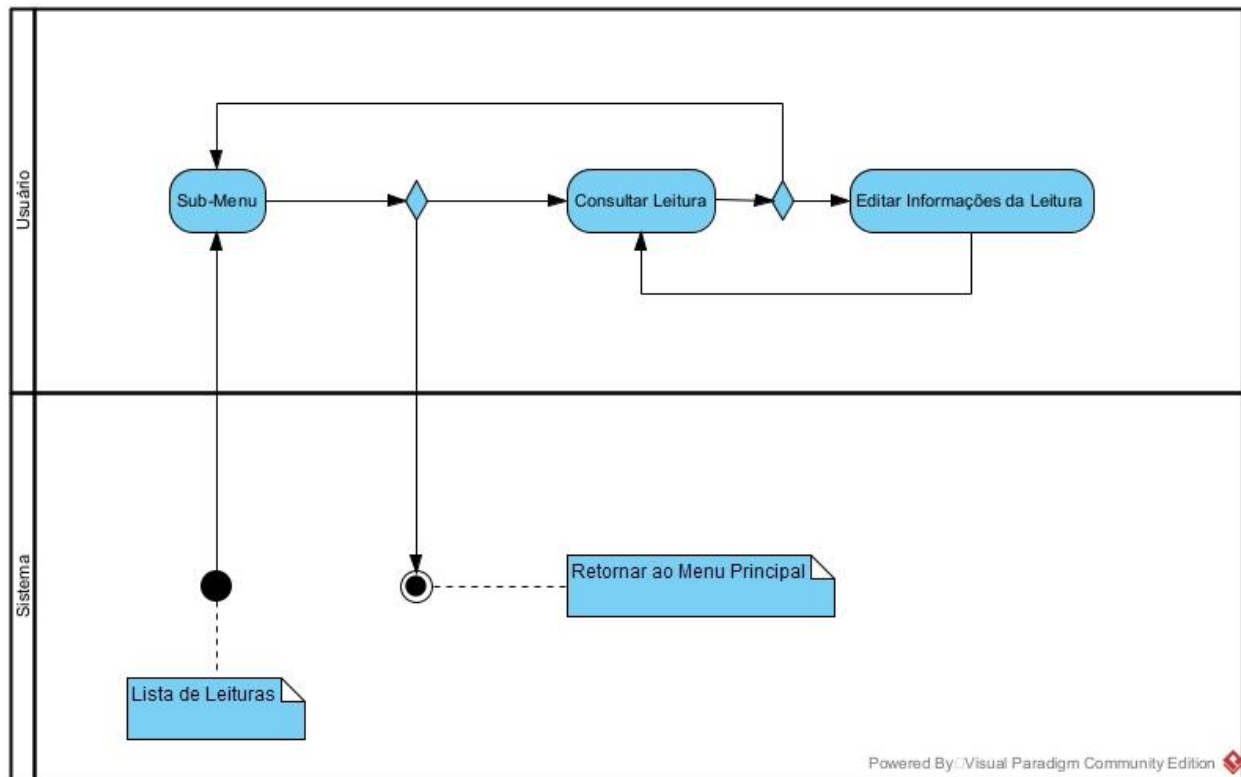 Usuário
Sub-Menu
Consultar Leitura
Editar Informações da Leitura
Sistema
Retornar ao Menu Principal
Lista de Leituras
Powered By Visual Paradigm Community Edition